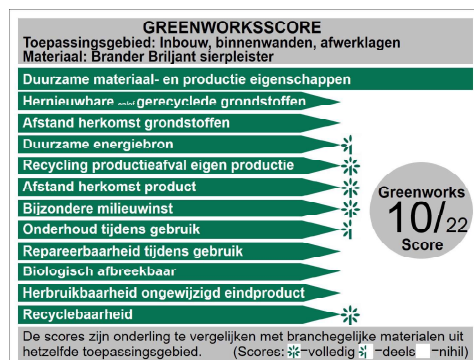 GREENWORKSSCORE
Toepassingsgebied: Inbouw, binnenwanden, afwerklagen
Materiaal: Brander Briljant sierpleister
Duurzame materiaal- en productie eigenschappen
Hernieuwbare en/of gerecyclede grondstoffen
Afstand herkomst grondstoffen
Duurzame energiebron
Recycling productieafval eigen productie
Afstand herkomst product
Bijzondere milieuwinst
Onderhoud tijdens gebruik
Repareerbaarheid tijdens gebruik
Biologisch afbreekbaar
Herbruikbaarheid ongewijzigd eindproduct
Recyclebaarheid
Greenworks
10/22
Score
De scores zijn onderling te vergelijken met branchegelijke materialen uit
hetzelfde toepassingsgebied. (Scores: =volledig =deels =nihil)